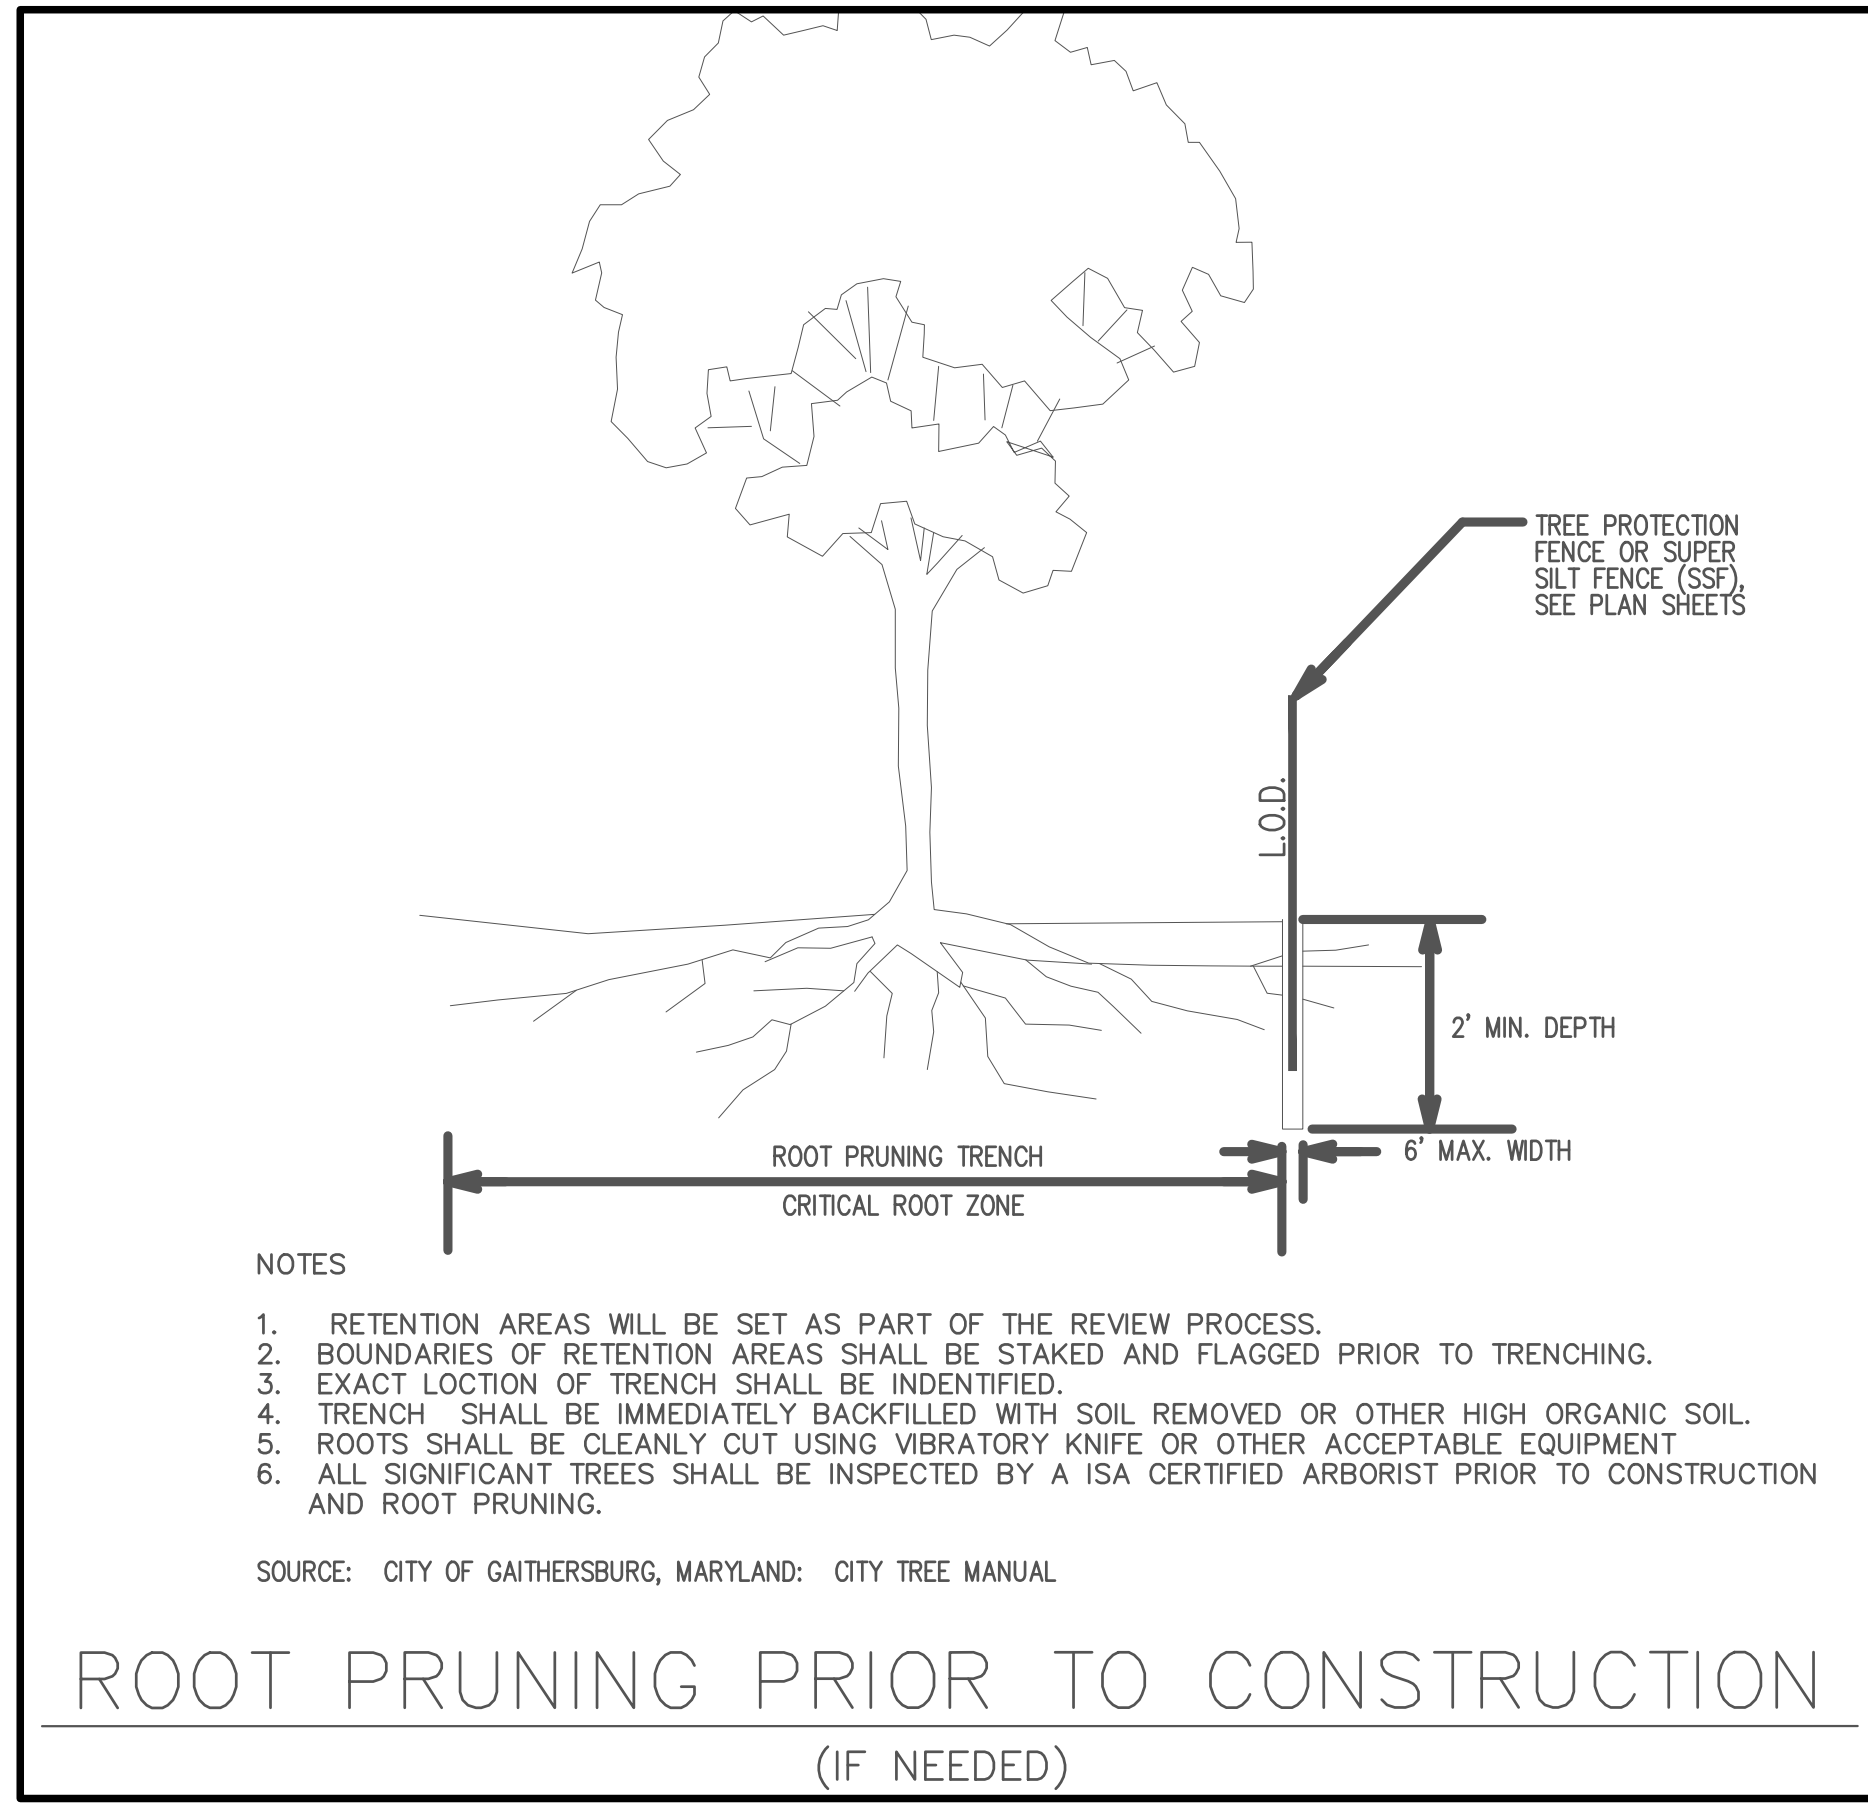 TREE PROTECTION
FENCE OR SUPER
SILT FENCE (SSF),
SEE PLAN SHEETS
L.O.D.
2' MIN. DEPTH
6' MAX. WIDTH
ROOT PRUNING TRENCH
CRITICAL ROOT ZONE
NOTES
1. RETENTION AREAS WILL BE SET AS PART OF THE REVIEW PROCESS.
2. BOUNDARIES OF RETENTION AREAS SHALL BE STAKED AND FLAGGED PRIOR TO TRENCHING.
3. EXACT LOCTION OF TRENCH SHALL BE INDENTIFIED.
4. TRENCH SHALL BE IMMEDIATELY BACKFILLED WITH SOIL REMOVED OR OTHER HIGH ORGANIC SOIL.
5. ROOTS SHALL BE CLEANLY CUT USING VIBRATORY KNIFE OR OTHER ACCEPTABLE EQUIPMENT
6. ALL SIGNIFICANT TREES SHALL BE INSPECTED BY A ISA CERTIFIED ARBORIST PRIOR TO CONSTRUCTION
AND ROOT PRUNING.
SOURCE: CITY OF GAITHERSBURG, MARYLAND: CITY TREE MANUAL
ROOT PRUNING PRIOR TO CONSTRUCTION
(IF NEEDED)